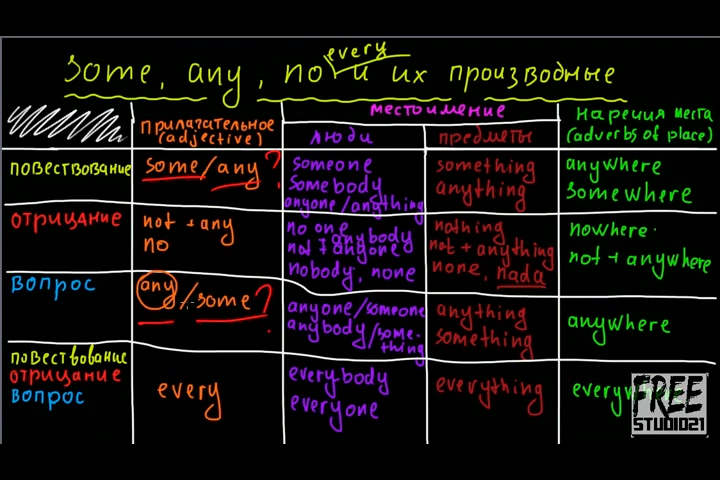 every
some, any, no и их производные
прилагательное
(adjective)
местоимение
люди
предметы
наречия места
(adverbs of place)
повествование
some/any?
someone
somebody
anyone/anything
something
anything
anywhere
somewhere
отрицание
not + any
no
no one
anybody
not + anyone
nobody, none
nothing
not + anything
none, nada
nowhere.
not + anywhere
вопрос
any/some?
anyone/someone
anybody/some-
thing
anything
something
anywhere
повествование
отрицание
вопрос
every
everybody
everyone
everything
everywhere
FREE
STUDIO21